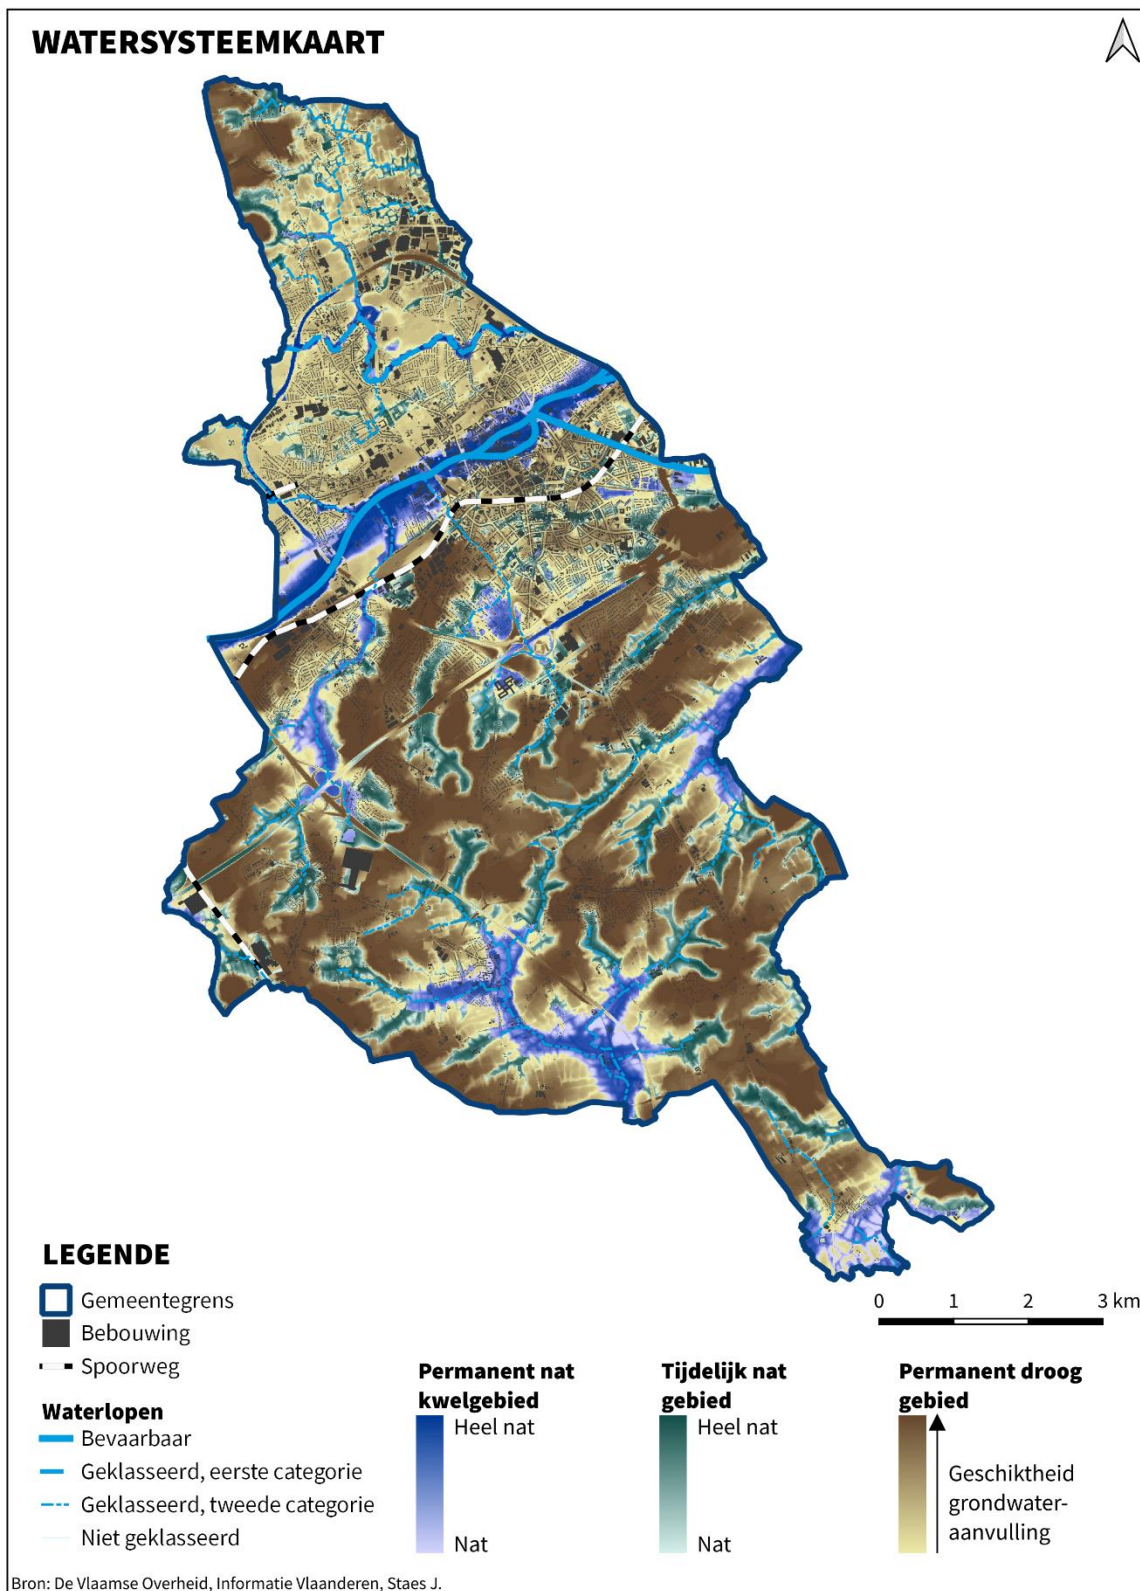 WATERSYSTEEMKAART
LEGENDE
Gemeentegrens
Bebouwing
Spoorweg
Waterlopen
Bevaarbaar
Geklasseerd, eerste categorie
Geklasseerd, tweede categorie
Niet geklasseerd
Permanent nat
kwelgebied
Heel nat
Nat
Tijdelijk nat
gebied
Heel nat
Nat
Permanent droog
gebied
Geschiktheid
grondwater-
aanvulling
0 1 2 3 km
Bron: De Vlaamse Overheid, Informatie Vlaanderen, Staes J.